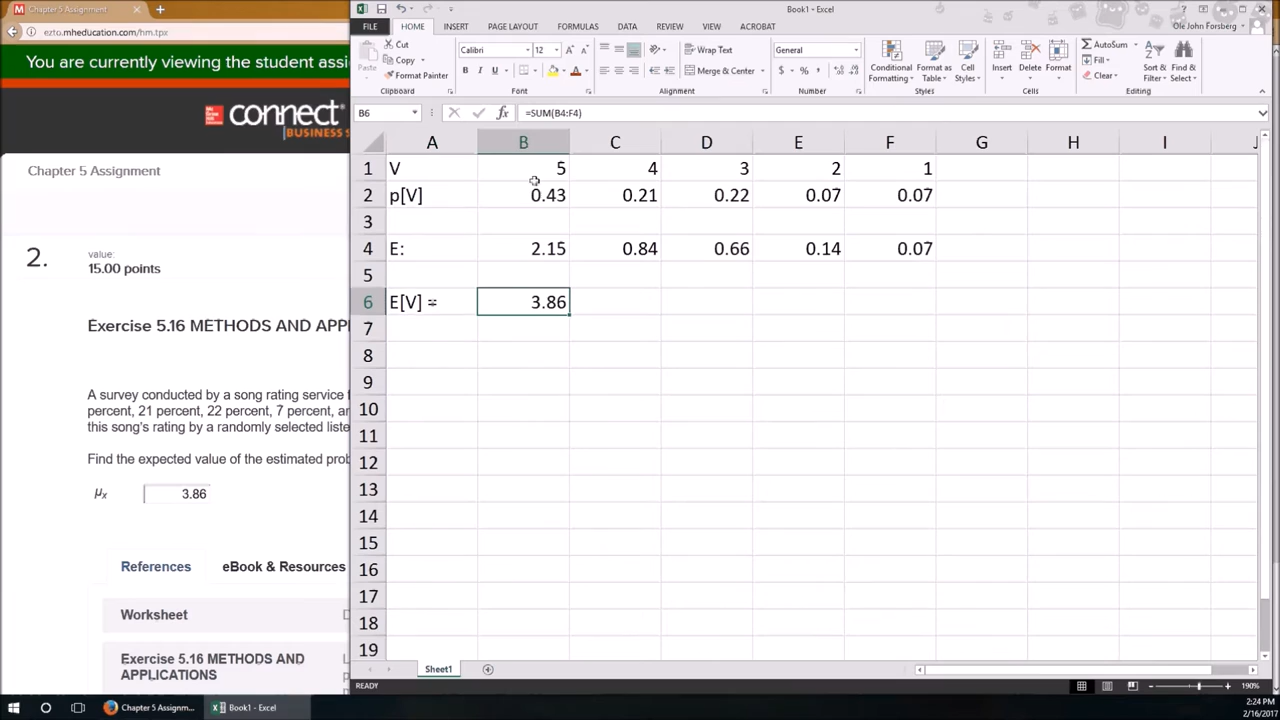 Chapter 5 Assignment
ezto.mheducation.com/hm.tpx
You are currently viewing the student assi
connect
BUSINESS S
Chapter 5 Assignment
2.
value:
15.00 points
Exercise 5.16 METHODS AND APP
A survey conducted by a song rating service
percent, 21 percent, 22 percent, 7 percent, an
this song's rating by a randomly selected liste
Find the expected value of the estimated prob
μx 3.86
References eBook & Resources
Worksheet
Exercise 5.16 METHODS AND
APPLICATIONS
Book1 - Excel
FILE HOME INSERT PAGE LAYOUT FORMULAS DATA REVIEW VIEW ACROBAT
Ole John Forsberg
Paste Cut Copy Format Painter
Clipboard
Calibri 12
B I U
Font
Wrap Text
Merge & Center
Alignment
General
$ % ,
Number
Conditional Formatting Format as Table Cell Styles
Styles
Insert Delete Format
Cells
AutoSum Fill Clear Sort & Filter Find & Select
Editing
B6 fx =SUM(B4:F4)
A B C D E F G H I J
1 V 5 4 3 2 1
2 p[V] 0.43 0.21 0.22 0.07 0.07
3
4 E: 2.15 0.84 0.66 0.14 0.07
5
6 E[V] = 3.86
7
8
9
10
11
12
13
14
15
16
17
18
19
Sheet1
READY 190%
Chapter 5 Assignm... Book1 - Excel
2:24 PM
2/16/2017